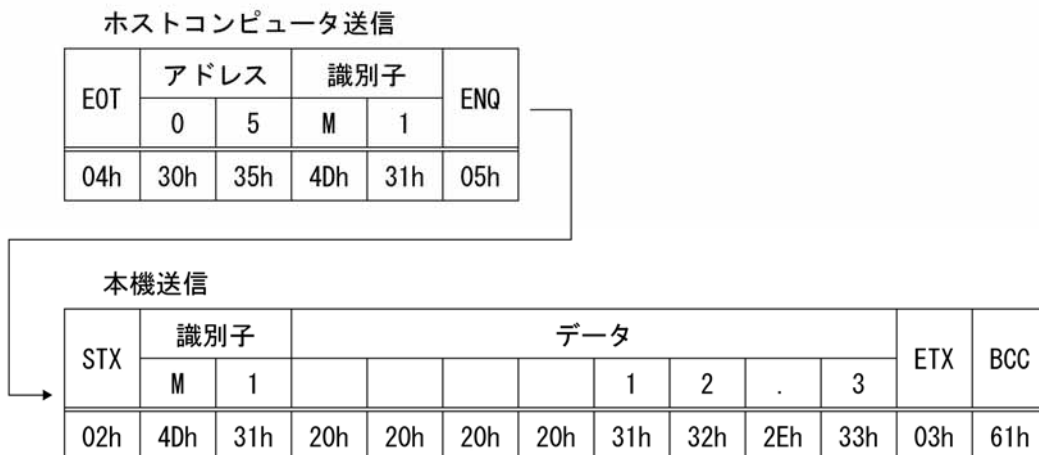 ホストコンピュータ送信
EOT アドレス 識別子 ENQ
0 5 M 1
04h 30h 35h 4Dh 31h 05h
本機送信
STX 識別子 データ ETX BCC
M 1 1 2 . 3
02h 4Dh 31h 20h 20h 20h 20h 31h 32h 2Eh 33h 03h 61h